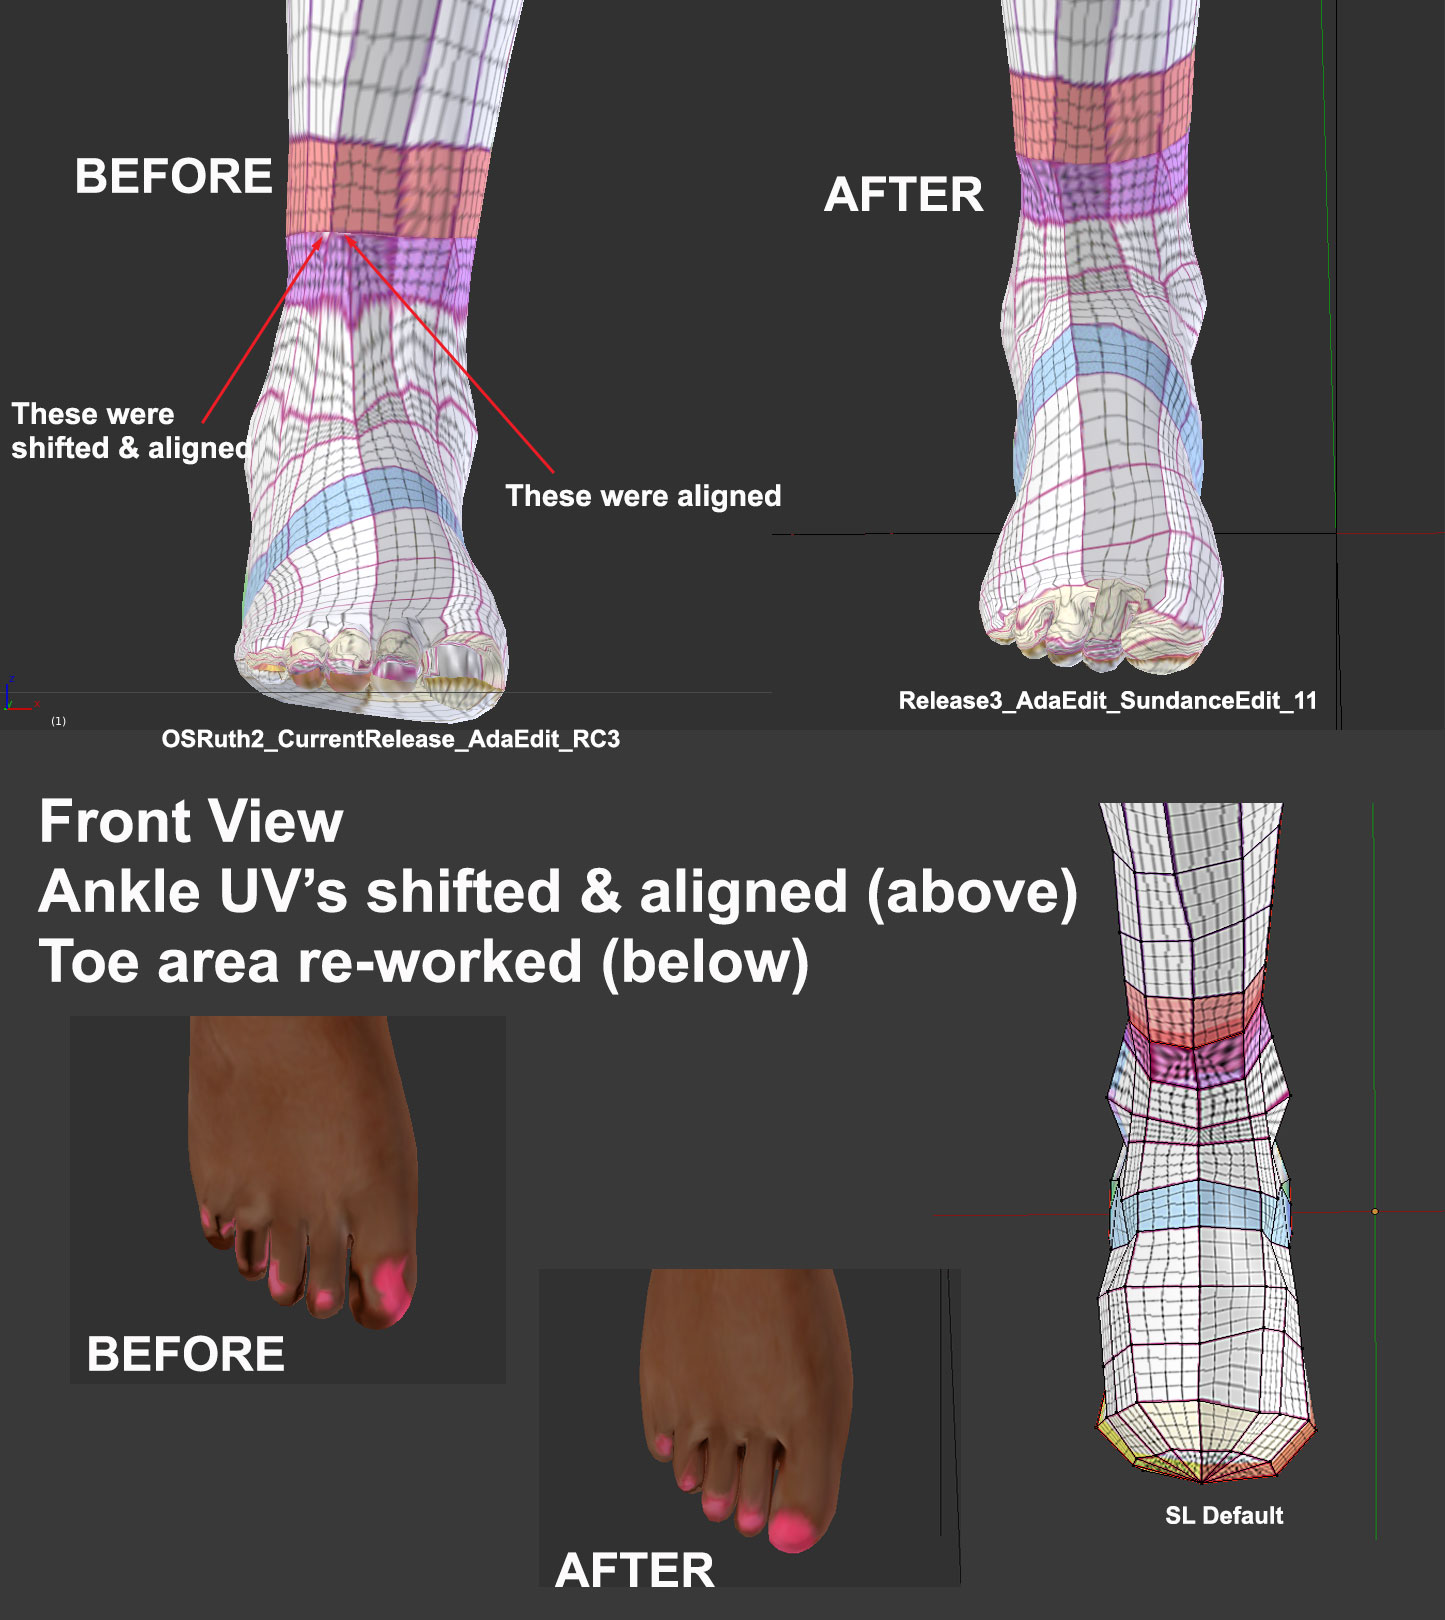 BEFORE
AFTER
These were
shifted & aligned
These were aligned
Release3_AdaEdit_SundanceEdit_11
z
x
y
(1)
OSRuth2_CurrentRelease_AdaEdit_RC3
Front View
Ankle UV’s shifted & aligned (above)
Toe area re-worked (below)
BEFORE
AFTER
SL Default